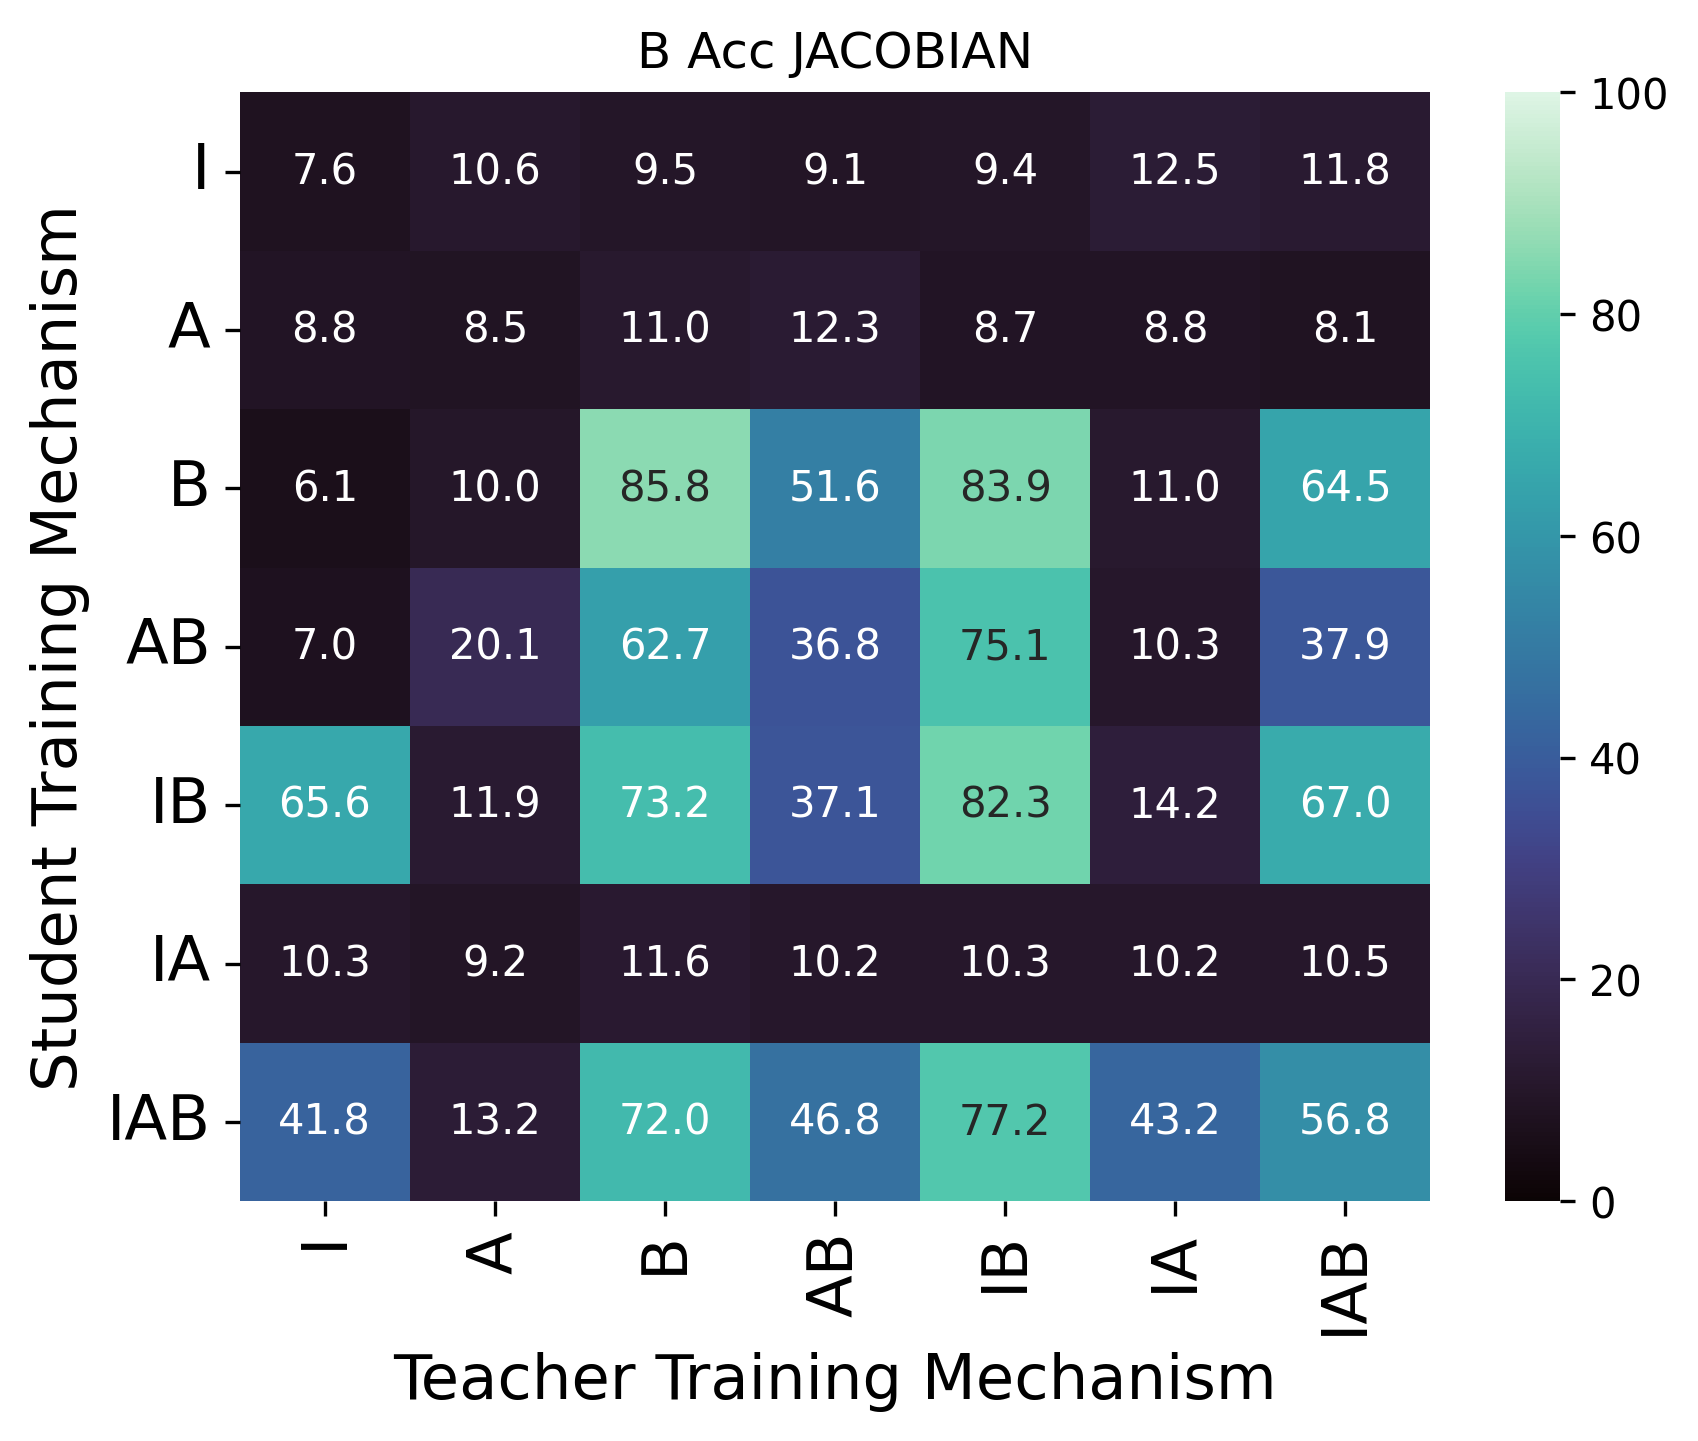 B Acc JACOBIAN
Student Training Mechanism
I 7.6 10.6 9.5 9.1 9.4 12.5 11.8
A 8.8 8.5 11.0 12.3 8.7 8.8 8.1
B 6.1 10.0 85.8 51.6 83.9 11.0 64.5
AB 7.0 20.1 62.7 36.8 75.1 10.3 37.9
IB 65.6 11.9 73.2 37.1 82.3 14.2 67.0
IA 10.3 9.2 11.6 10.2 10.3 10.2 10.5
IAB 41.8 13.2 72.0 46.8 77.2 43.2 56.8
I A B AB IB IA IAB
Teacher Training Mechanism
100
80
60
40
20
0